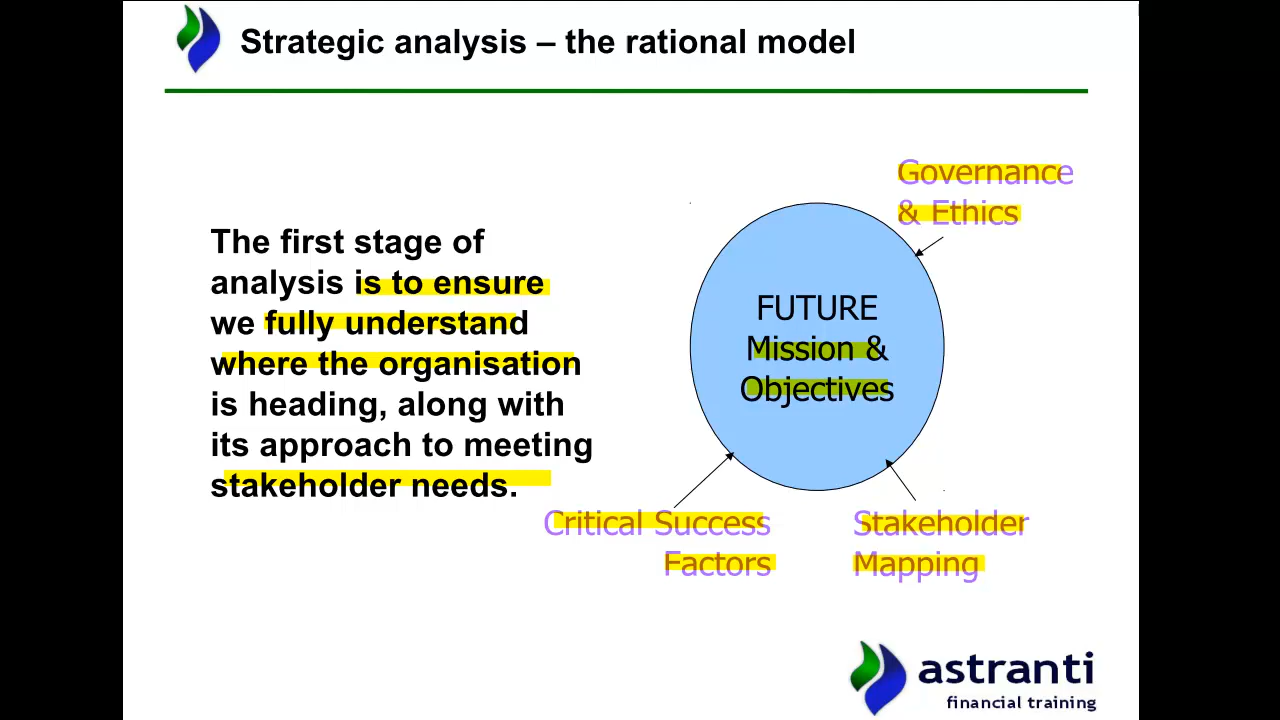 Strategic analysis – the rational model
The first stage of
analysis is to ensure
we fully understand
where the organisation
is heading, along with
its approach to meeting
stakeholder needs.
Governance
& Ethics
FUTURE
Mission &
Objectives
Critical Success
Factors
Stakeholder
Mapping
astranti
financial training